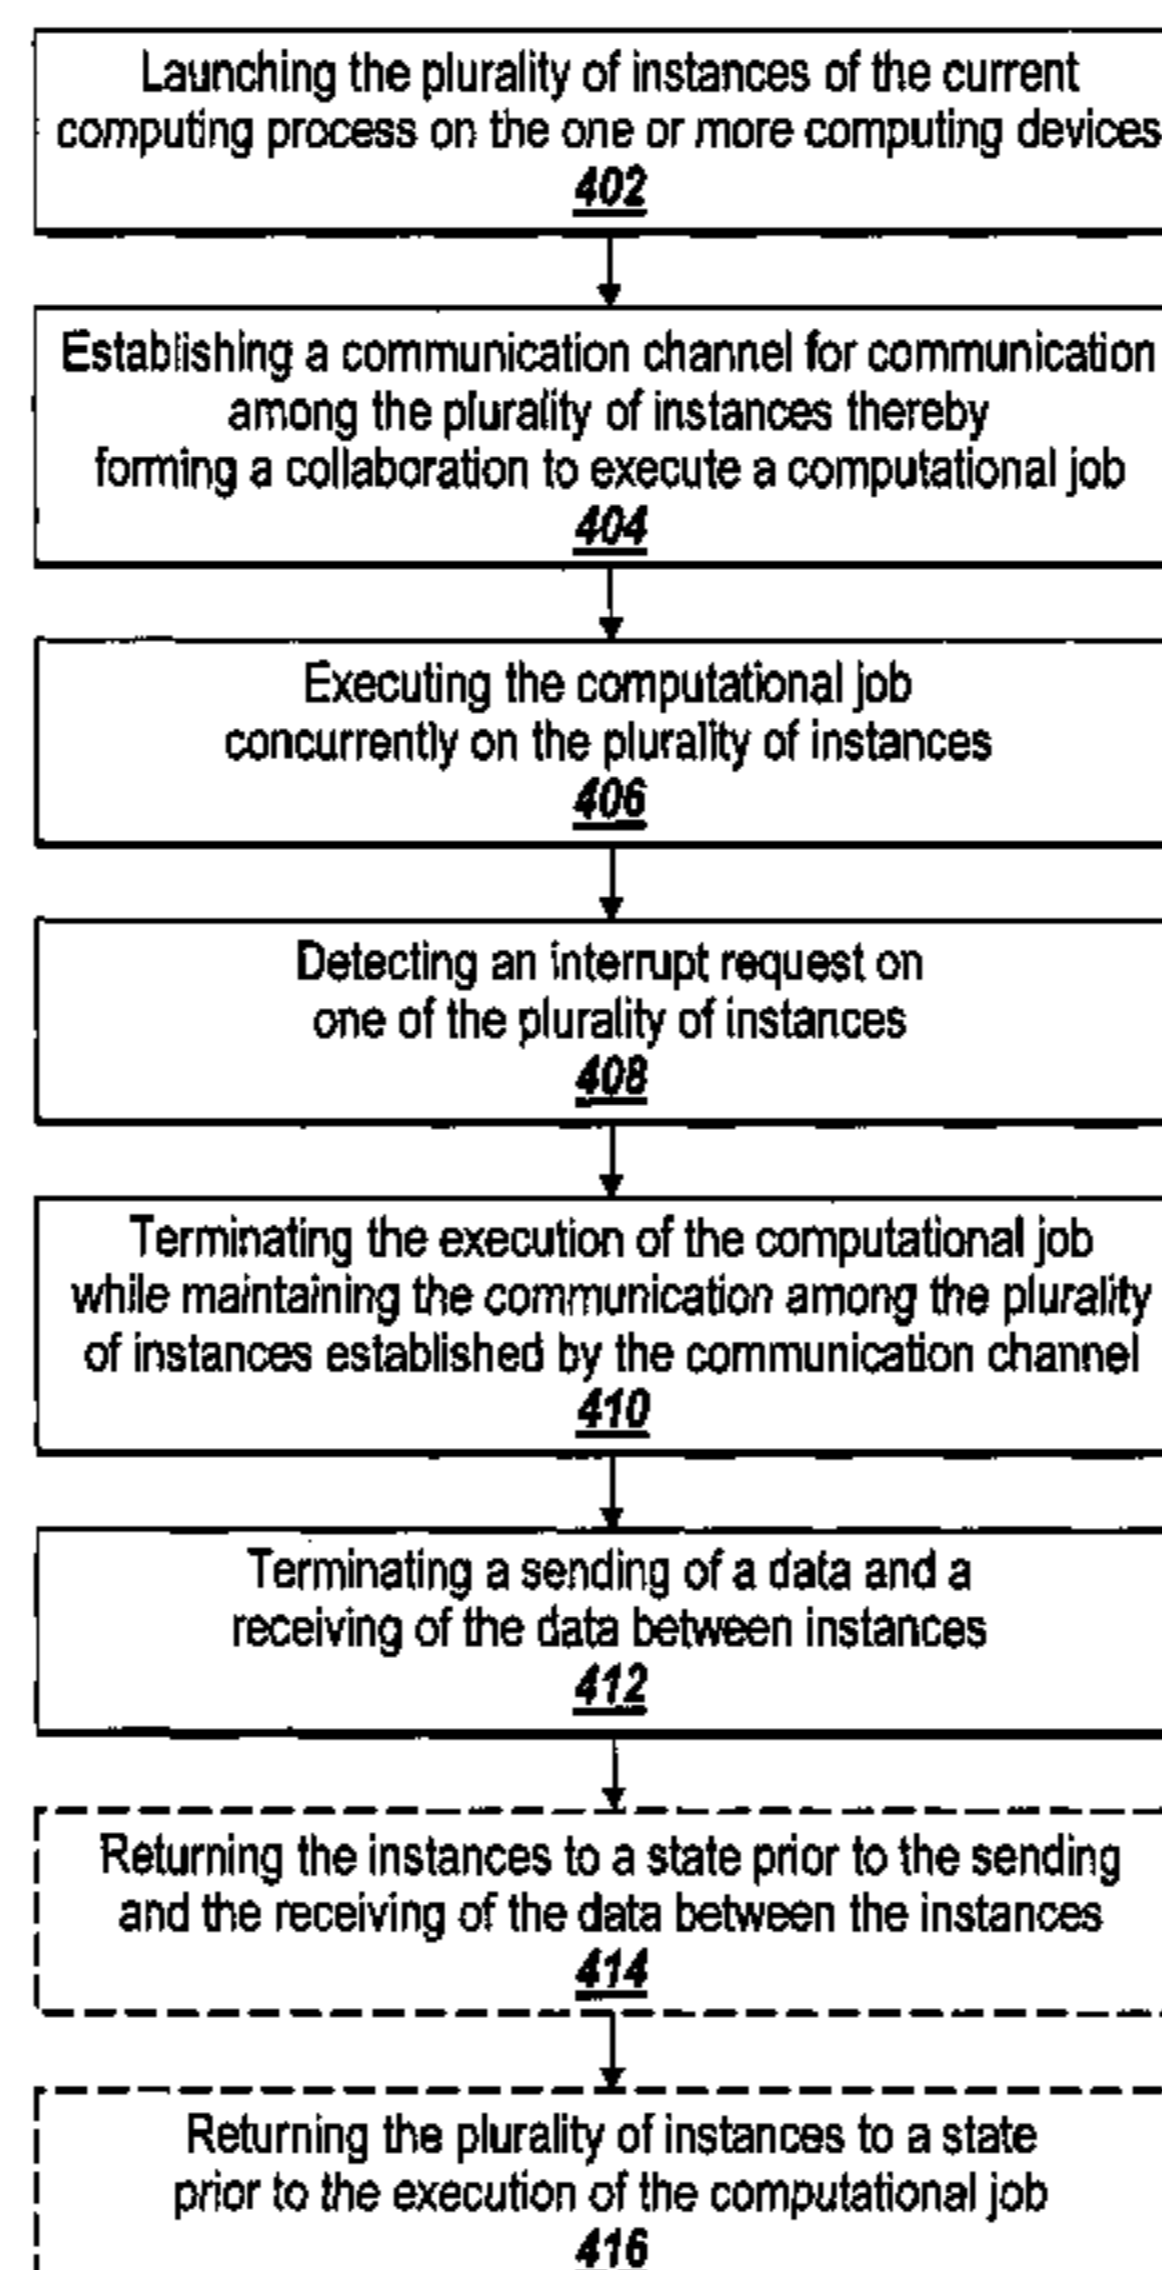 Launching the plurality of instances of the current
computing process on the one or more computing devices
402
Establishing a communication channel for communication
among the plurality of instances thereby
forming a collaboration to execute a computational job
404
Executing the computational job
concurrently on the plurality of instances
406
Detecting an interrupt request on
one of the plurality of instances
408
Terminating the execution of the computational job
while maintaining the communication among the plurality
of instances established by the communication channel
410
Terminating a sending of a data and a
receiving of the data between instances
412
Returning the instances to a state prior to the sending
and the receiving of the data between the instances
414
Returning the plurality of instances to a state
prior to the execution of the computational job
416